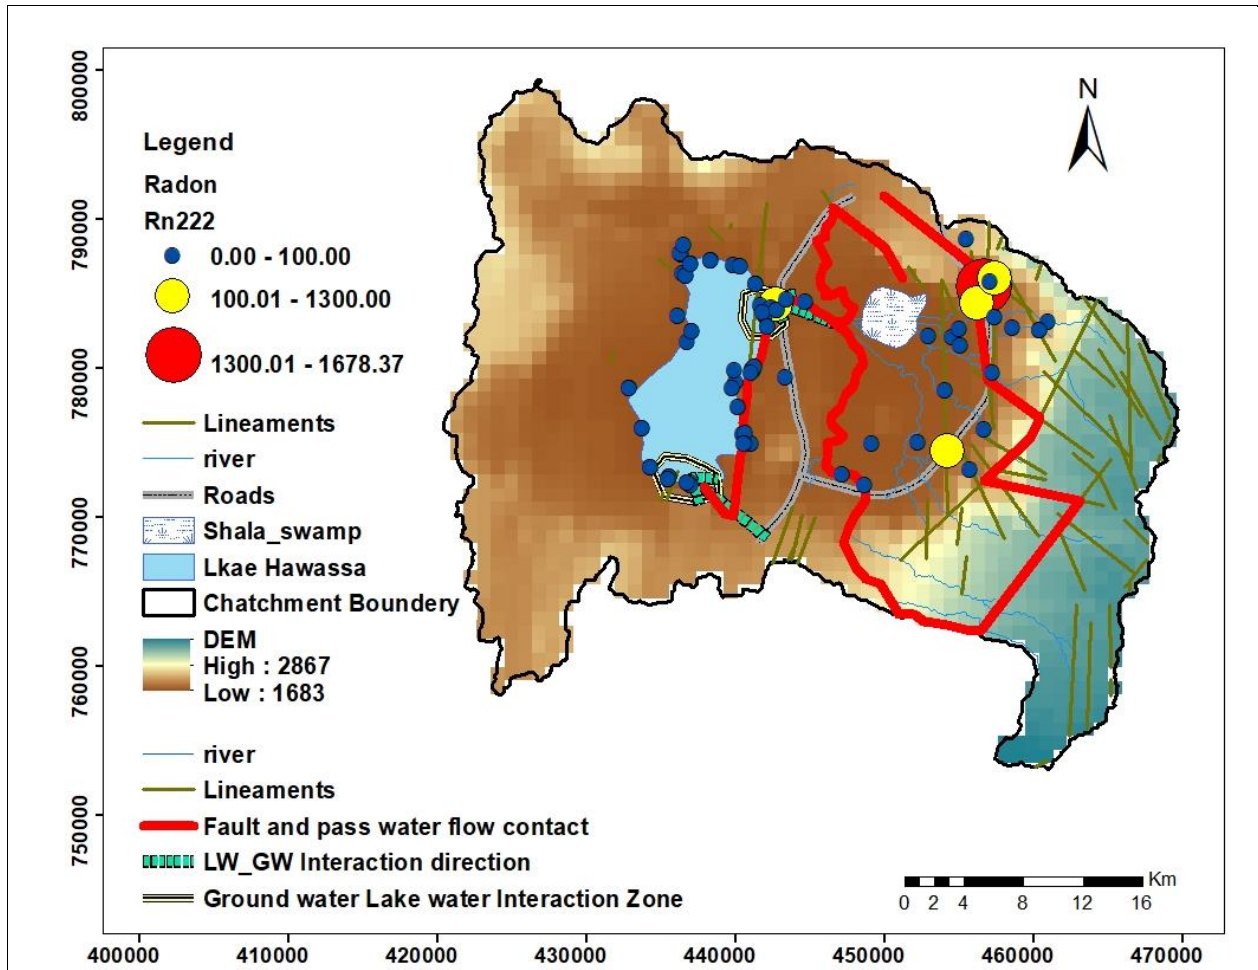 N
Legend
Radon
Rn222
0.00 - 100.00
100.01 - 1300.00
1300.01 - 1678.37
Lineaments
river
Roads
Shala_swamp
Lkae Hawassa
Chatchment Boundery
DEM
High : 2867
Low : 1683
river
Lineaments
Fault and pass water flow contact
LW_GW Interaction direction
Ground water Lake water Interaction Zone
Km
0 2 4 8 12 16
800000
790000
780000
770000
760000
750000
400000 410000 420000 430000 440000 450000 460000 470000